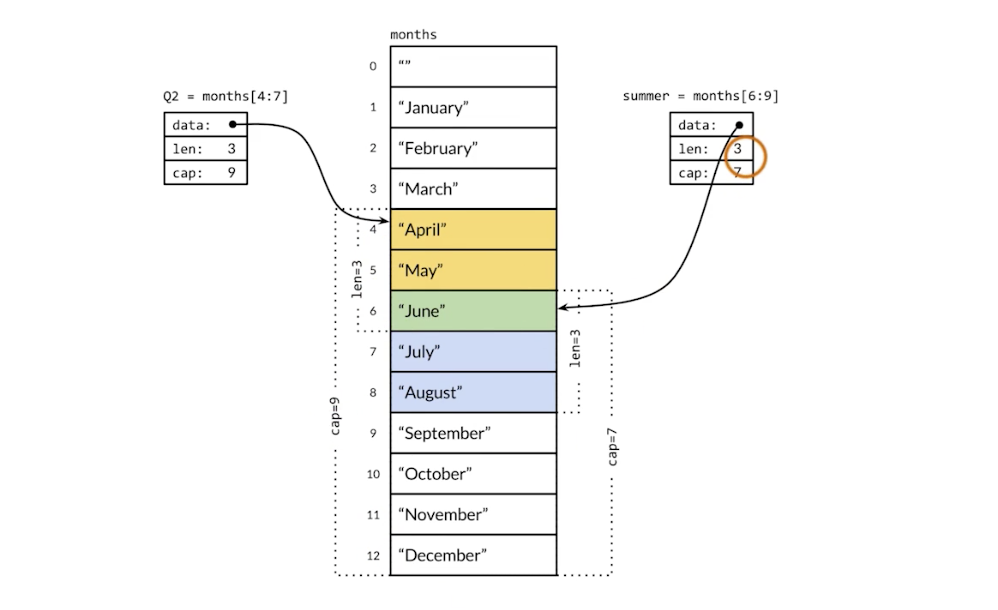 months
Q2 = months[4:7]
data:
len: 3
cap: 9
summer = months[6:9]
data:
len: 3
cap: 7
0 “”
1 “January”
2 “February”
3 “March”
4 “April”
5 “May”
6 “June”
7 “July”
8 “August”
9 “September”
10 “October”
11 “November”
12 “December”
len=3
cap=9
len=3
cap=7